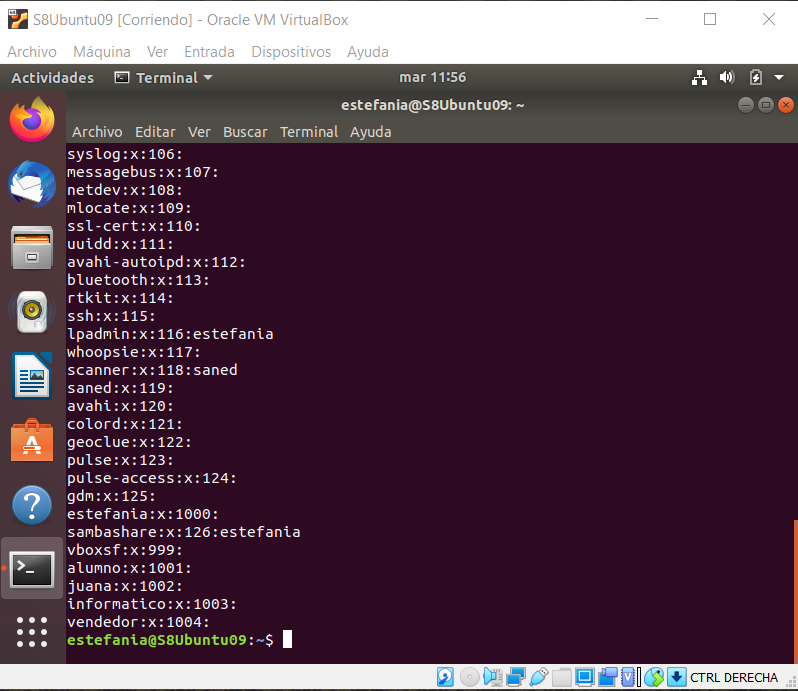 S8Ubuntu09 [Corriendo] - Oracle VM VirtualBox
Archivo Máquina Ver Entrada Dispositivos Ayuda
Actividades Terminal mar 11:56
estefania@S8Ubuntu09: ~
Archivo Editar Ver Buscar Terminal Ayuda
syslog:x:106:
messagebus:x:107:
netdev:x:108:
mlocate:x:109:
ssl-cert:x:110:
uuidd:x:111:
avahi-autoipd:x:112:
bluetooth:x:113:
rtkit:x:114:
ssh:x:115:
lpadmin:x:116:estefania
whoopsie:x:117:
scanner:x:118:saned
saned:x:119:
avahi:x:120:
colord:x:121:
geoclue:x:122:
pulse:x:123:
pulse-access:x:124:
gdm:x:125:
estefania:x:1000:
sambashare:x:126:estefania
vboxsf:x:999:
alumno:x:1001:
juana:x:1002:
informatico:x:1003:
vendedor:x:1004:
estefania@S8Ubuntu09:~$
CTRL DERECHA